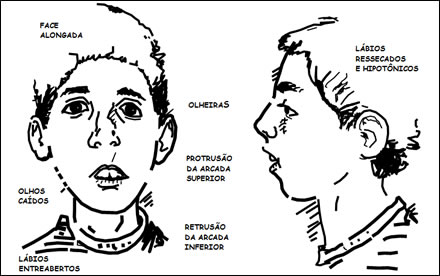 FACE
ALONGADA
LÁBIOS
RESSECADOS
E HIPOTÔNICOS
OLHEIRAS
PROTRUSÃO
DA ARCADA
SUPERIOR
OLHOS
CAÍDOS
RETRUSÃO
DA ARCADA
INFERIOR
LÁBIOS
ENTREABERTOS